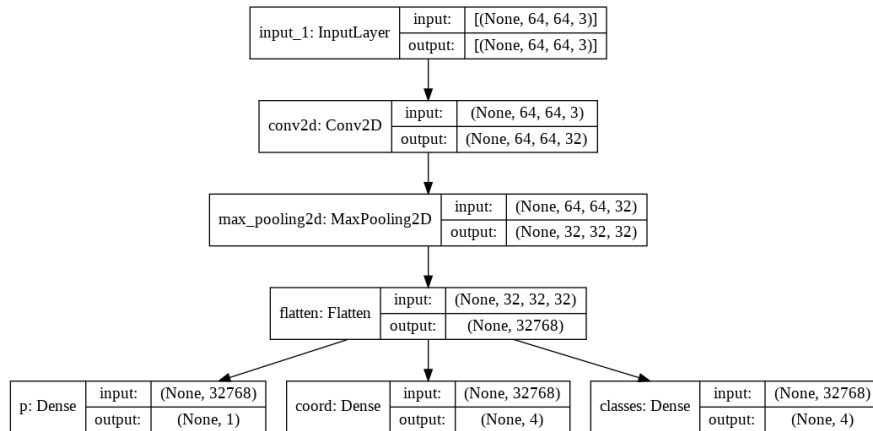 input_1: InputLayer
input:
[(None, 64, 64, 3)]
output:
[(None, 64, 64, 3)]
conv2d: Conv2D
input:
(None, 64, 64, 3)
output:
(None, 64, 64, 32)
max_pooling2d: MaxPooling2D
input:
(None, 64, 64, 32)
output:
(None, 32, 32, 32)
flatten: Flatten
input:
(None, 32, 32, 32)
output:
(None, 32768)
p: Dense
input:
(None, 32768)
output:
(None, 1)
coord: Dense
input:
(None, 32768)
output:
(None, 4)
classes: Dense
input:
(None, 32768)
output:
(None, 4)